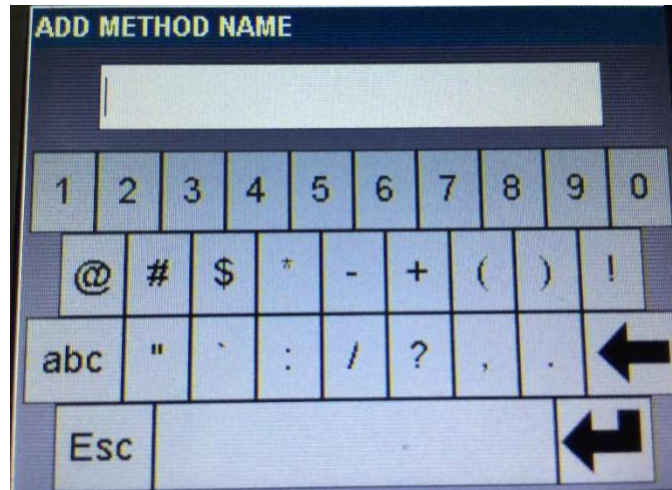 ADD METHOD NAME
1 2 3 4 5 6 7 8 9 0
@ # $ * - + ( ) !
abc " ` : / ? , .
Esc